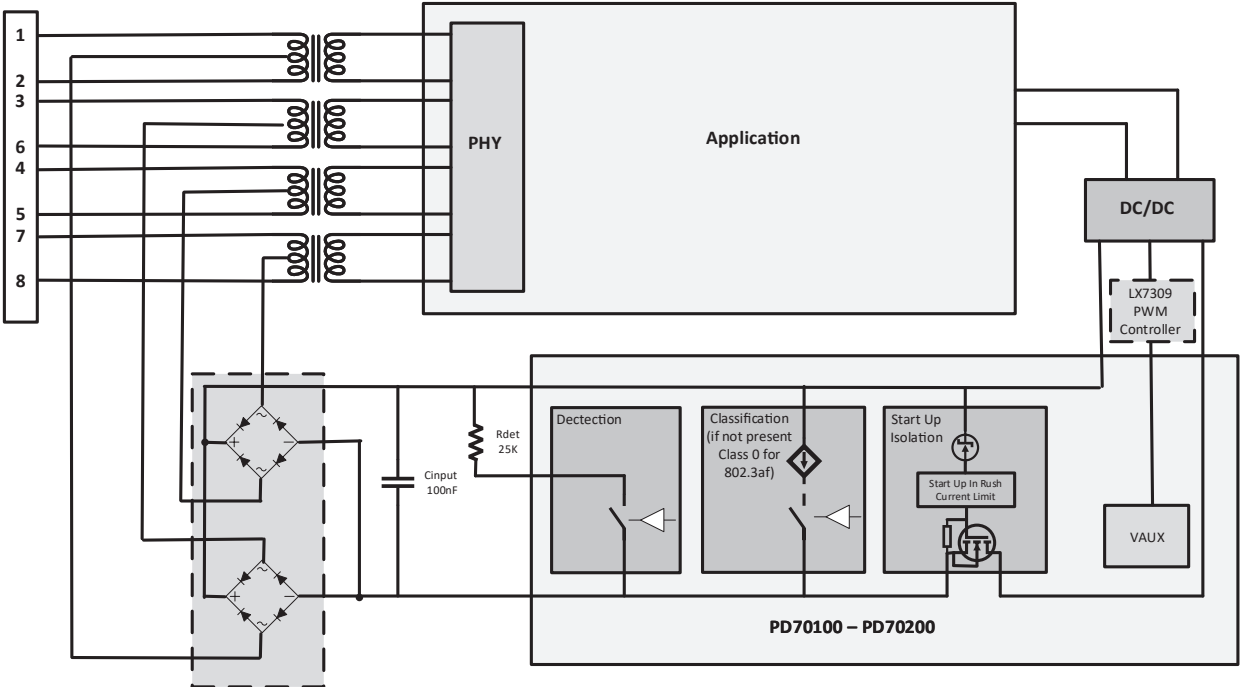 1
2
3
6
4
5
7
8
PHY
Application
DC/DC
LX7309
PWM
Controller
Dectection
Classification
(if not present
Class 0 for
802.3af)
Start Up
Isolation
Start Up In Rush
Current Limit
Rdet
25K
Cinput
100nF
~
+
−
~
~
+
−
~
VAUX
PD70100 – PD70200